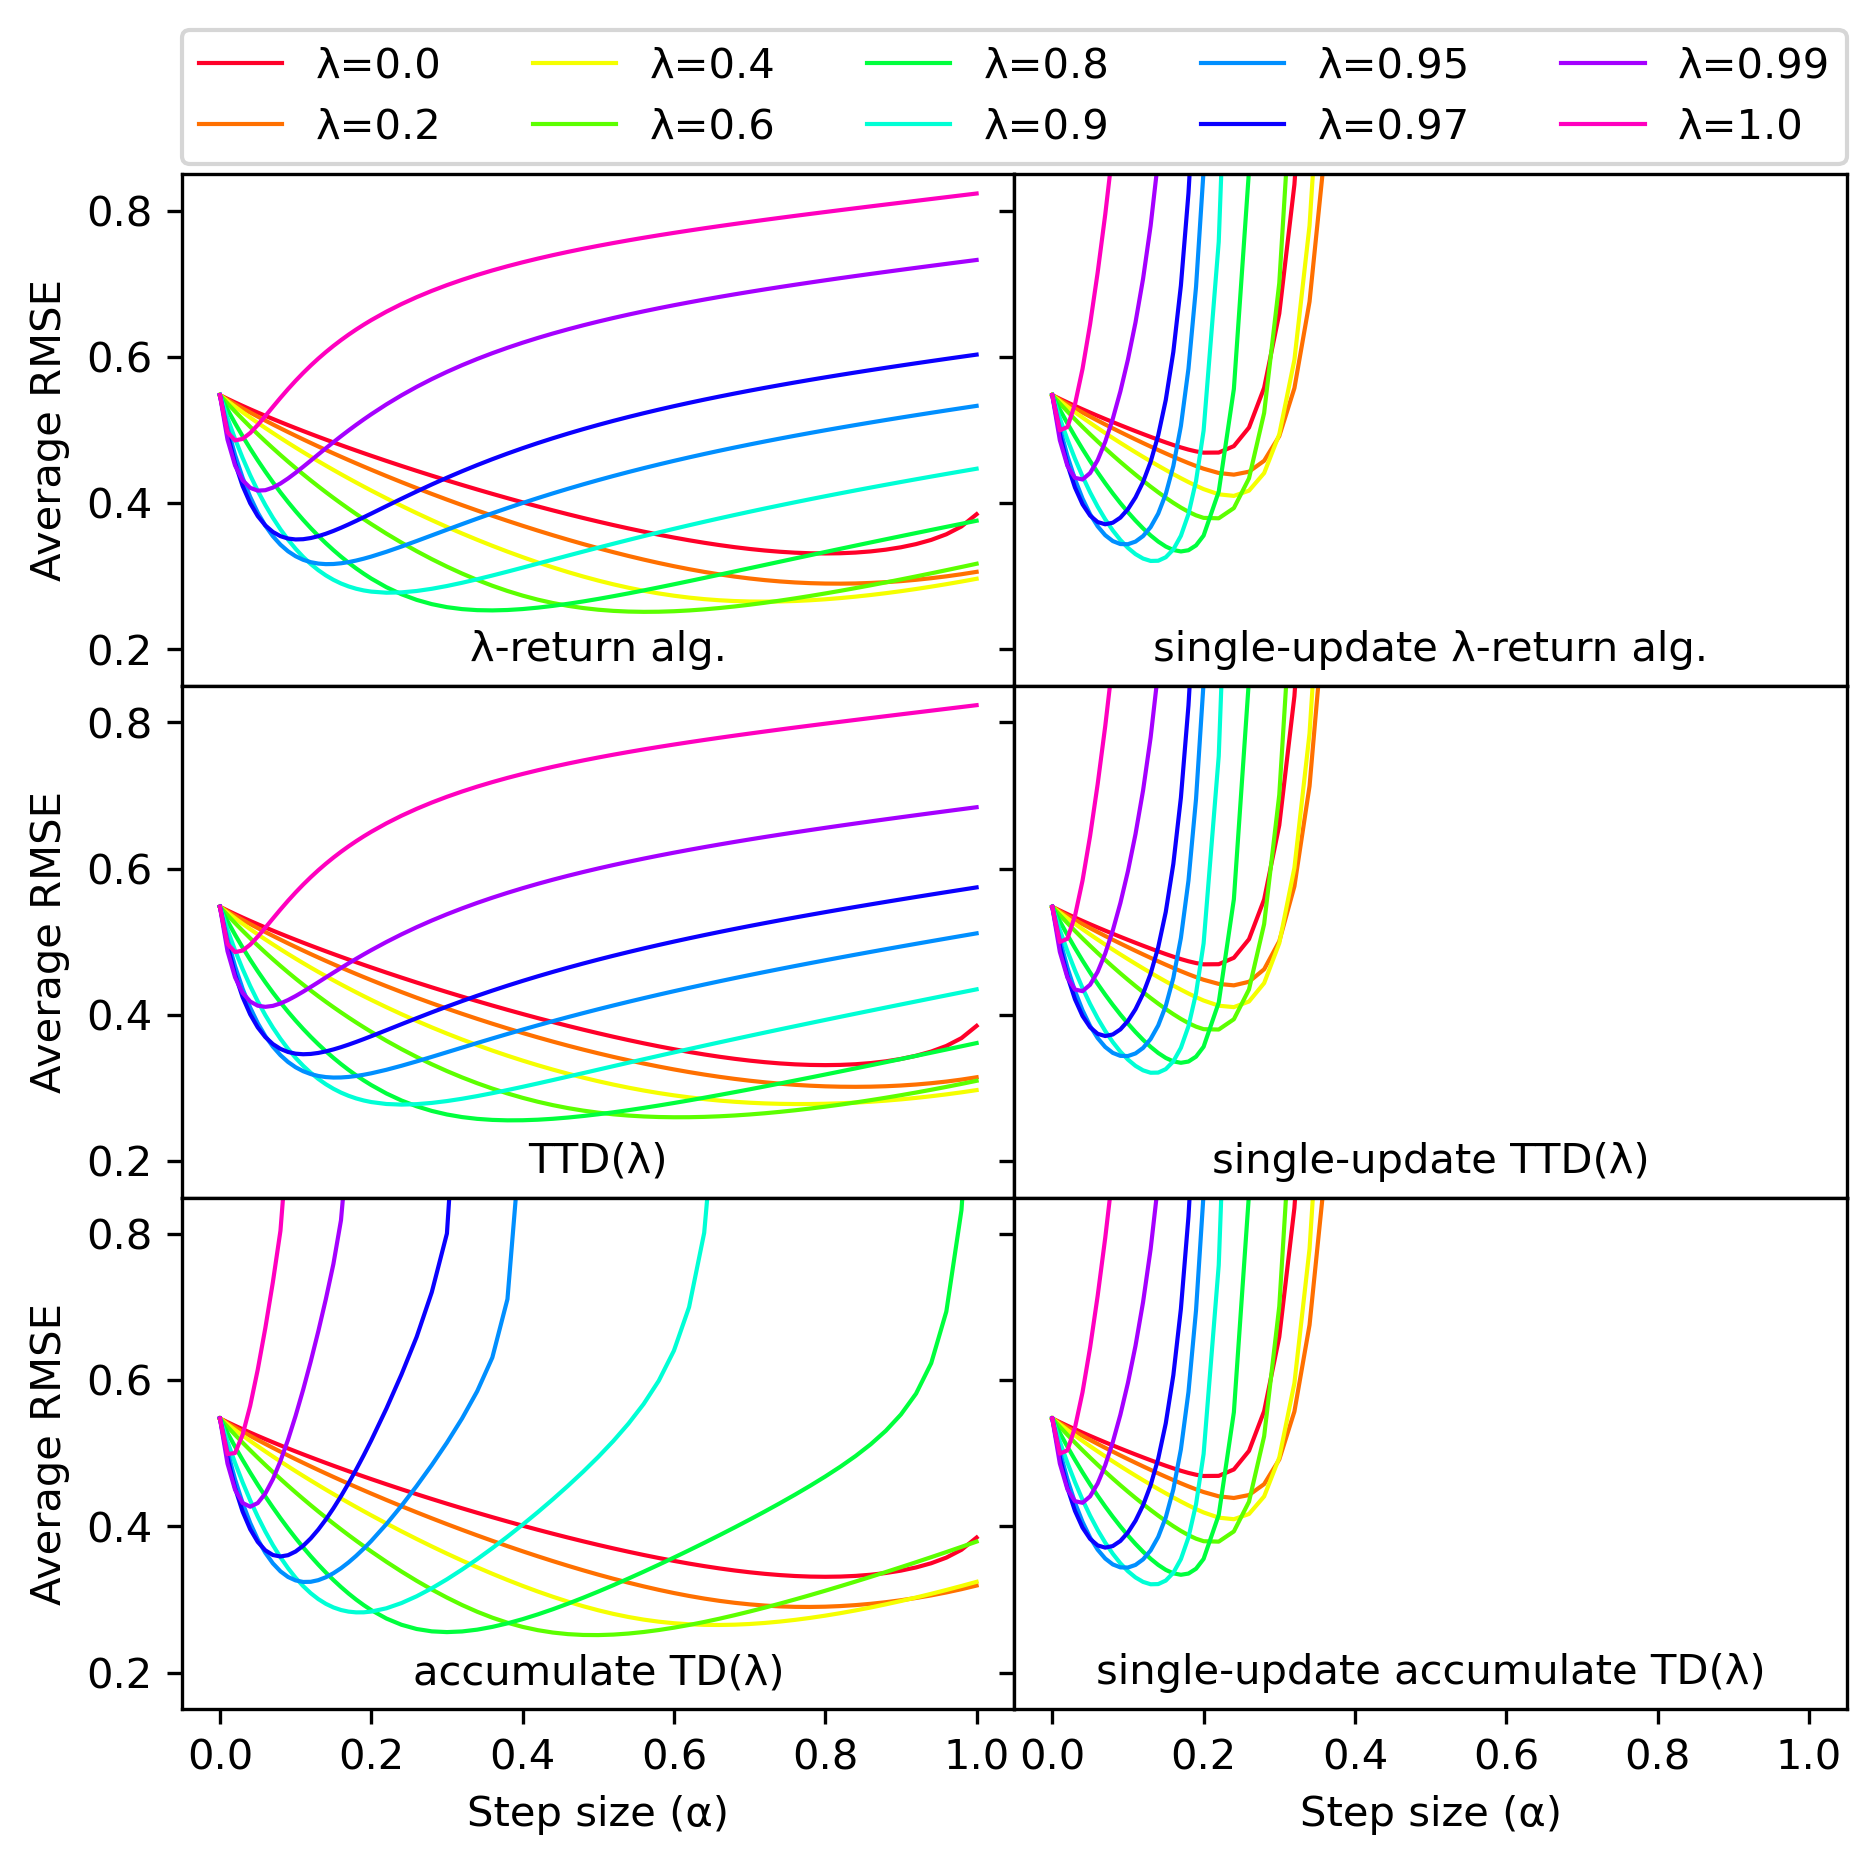 λ=0.0 λ=0.4 λ=0.8 λ=0.95 λ=0.99
λ=0.2 λ=0.6 λ=0.9 λ=0.97 λ=1.0
0.8
0.6
0.4
0.2
Average RMSE
λ-return alg.
single-update λ-return alg.
0.8
0.6
0.4
0.2
Average RMSE
TTD(λ)
single-update TTD(λ)
0.8
0.6
0.4
0.2
Average RMSE
accumulate TD(λ)
single-update accumulate TD(λ)
0.0 0.2 0.4 0.6 0.8 1.0 0.0 0.2 0.4 0.6 0.8 1.0
Step size (α) Step size (α)